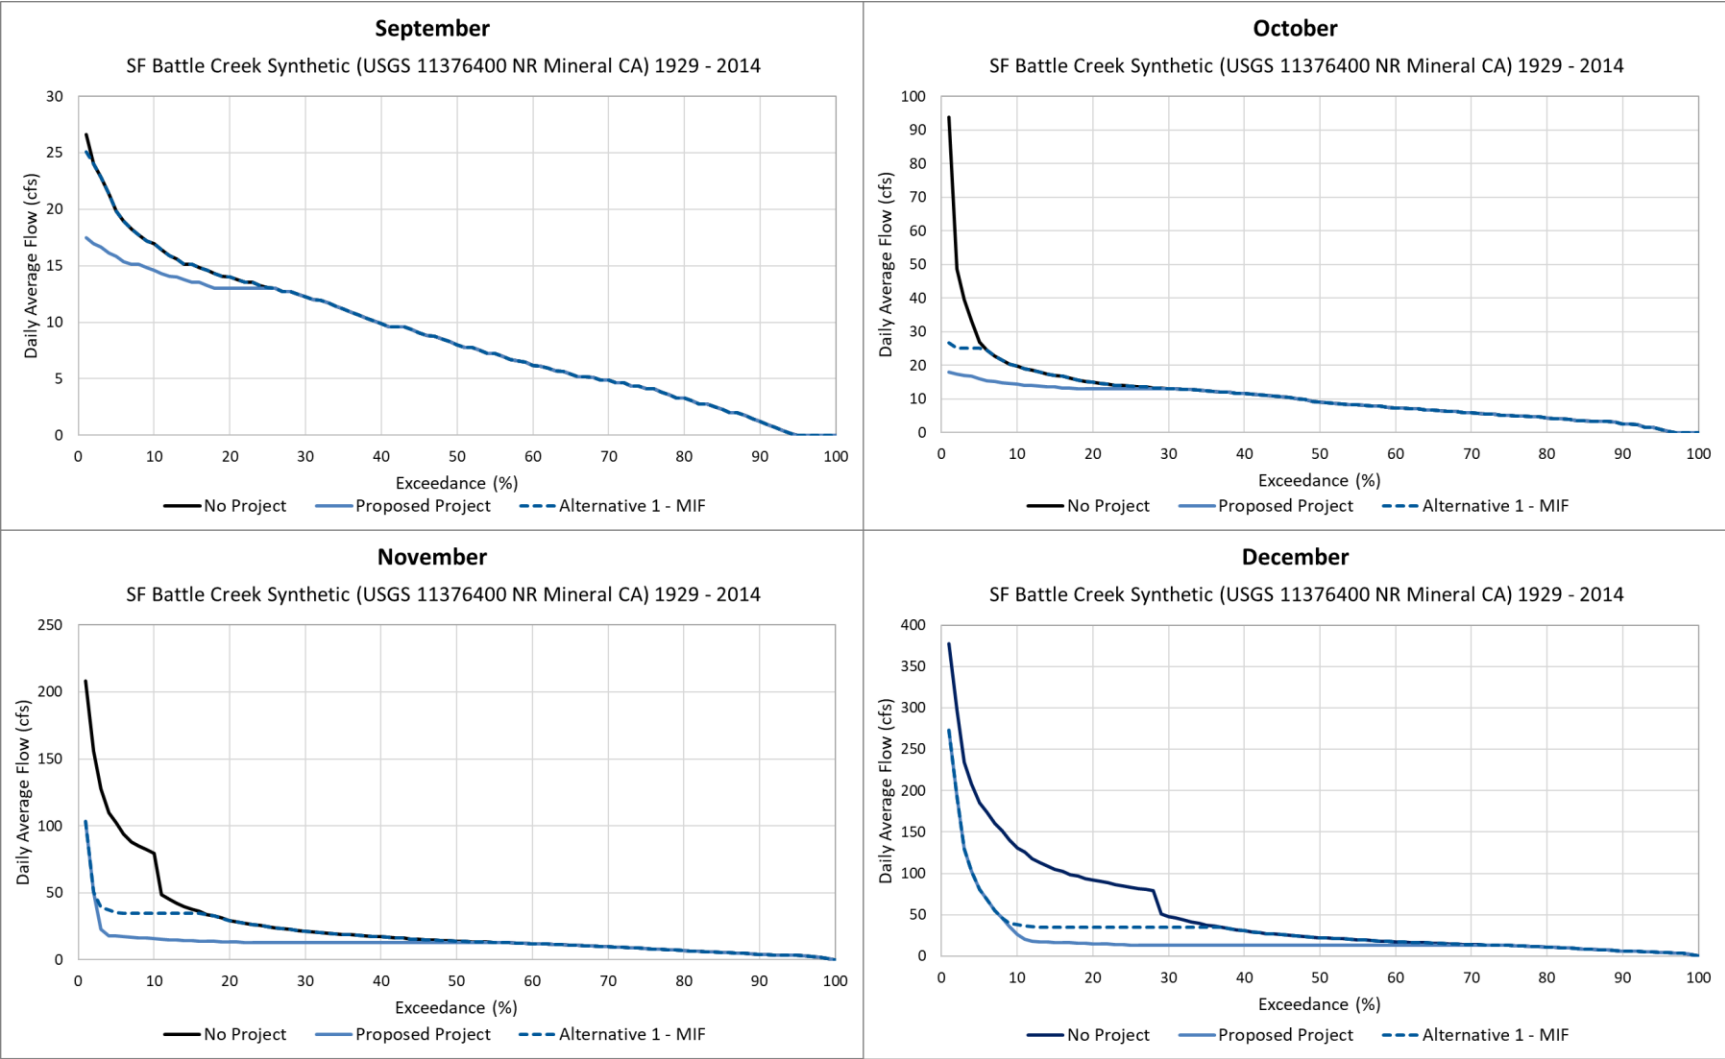 September
SF Battle Creek Synthetic (USGS 11376400 NR Mineral CA) 1929 - 2014
30
25
20
15
10
5
0
Daily Average Flow (cfs)
0 10 20 30 40 50 60 70 80 90 100
Exceedance (%)
No Project Proposed Project Alternative 1 - MIF
October
SF Battle Creek Synthetic (USGS 11376400 NR Mineral CA) 1929 - 2014
100
90
80
70
60
50
40
30
20
10
0
Daily Average Flow (cfs)
0 10 20 30 40 50 60 70 80 90 100
Exceedance (%)
No Project Proposed Project Alternative 1 - MIF
November
SF Battle Creek Synthetic (USGS 11376400 NR Mineral CA) 1929 - 2014
250
200
150
100
50
0
Daily Average Flow (cfs)
0 10 20 30 40 50 60 70 80 90 100
Exceedance (%)
No Project Proposed Project Alternative 1 - MIF
December
SF Battle Creek Synthetic (USGS 11376400 NR Mineral CA) 1929 - 2014
400
350
300
250
200
150
100
50
0
Daily Average Flow (cfs)
0 10 20 30 40 50 60 70 80 90 100
Exceedance (%)
No Project Proposed Project Alternative 1 - MIF